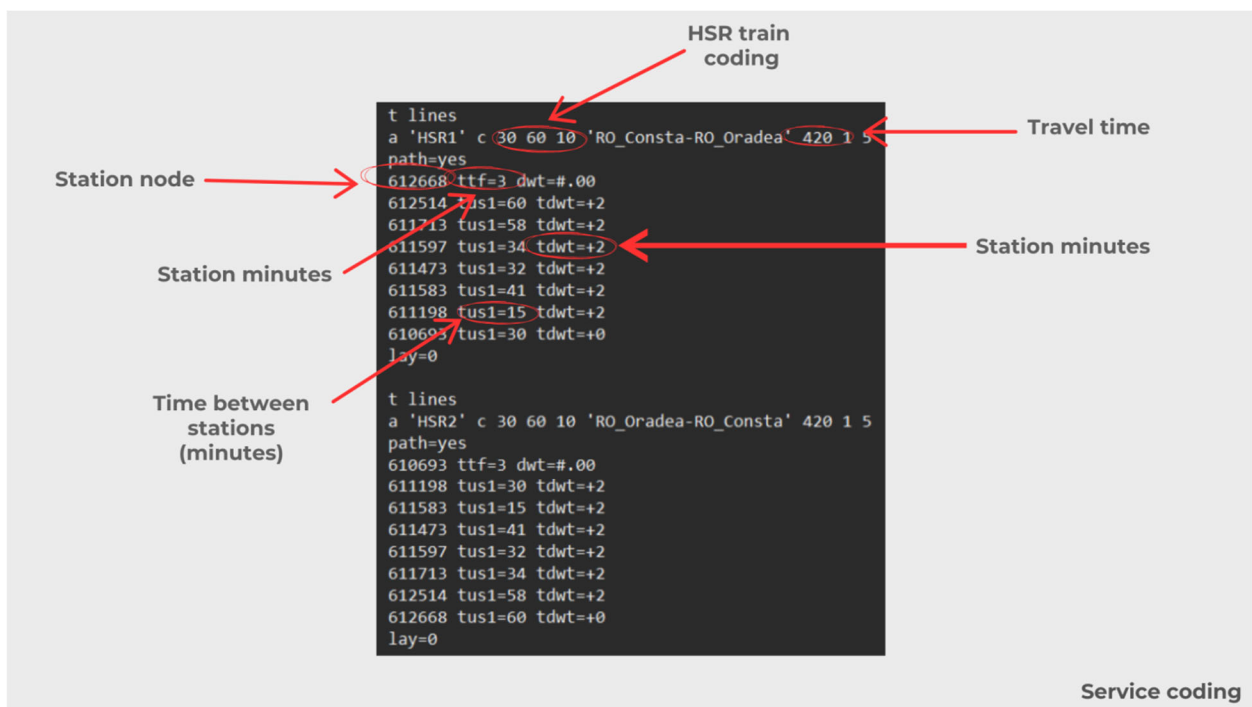 HSR train
coding
Travel time
Station node
Station minutes
Station minutes
Time between
stations
(minutes)
t lines
a 'HSR1' c 30 60 10 'RO_Consta-RO_Oradea' 420 1 5
path=yes
612668 ttf=3 dwt=#.00
612514 tus1=60 tdwt=+2
611713 tus1=58 tdwt=+2
611597 tus1=34 tdwt=+2
611473 tus1=32 tdwt=+2
611583 tus1=41 tdwt=+2
611198 tus1=15 tdwt=+2
610693 tus1=30 tdwt=+0
lay=0
t lines
a 'HSR2' c 30 60 10 'RO_Oradea-RO_Consta' 420 1 5
path=yes
610693 ttf=3 dwt=#.00
611198 tus1=30 tdwt=+2
611583 tus1=15 tdwt=+2
611473 tus1=41 tdwt=+2
611597 tus1=32 tdwt=+2
611713 tus1=34 tdwt=+2
612514 tus1=58 tdwt=+2
612668 tus1=60 tdwt=+0
lay=0
Service coding